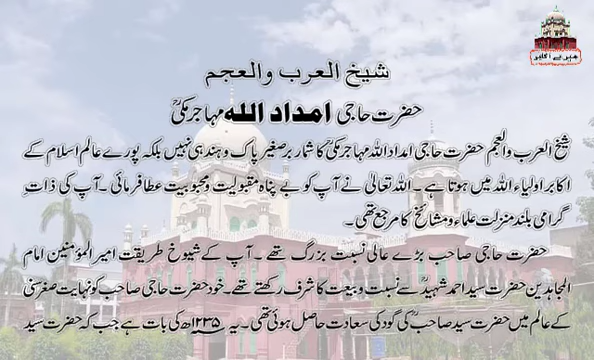 میرے اکابر
شیخ العرب والعجم
حضرت حاجی امداد اللہ مہاجر مکیؒ
شیخ العرب والعجم حضرت حاجی امداد اللہ مہاجر مکیؒ کا شمار برصغیر پاک و ہند ہی نہیں بلکہ پورے عالم اسلام کے
اکابر اولیاء اللہ میں ہوتا ہے۔ اللہ تعالیٰ نے آپ کو بے پناہ مقبولیت و محبوبیت عطا فرمائی۔ آپ کی ذات
گرامی بلند منزلت علماء و مشائخ کا مرجع تھی۔
حضرت حاجی صاحب بڑے عالی نسبت بزرگ تھے۔ آپ کے شیوخ طریقت امیر المؤمنین امام
المجاہدین حضرت سید احمد شہیدؒ سے نسبت و بیعت کا شرف رکھتے تھے۔ خود حضرت حاجی صاحب کو نہایت صغر سنی
کے عالم میں حضرت سید صاحبؒ کی گود کی سعادت حاصل ہوئی تھی۔ یہ ۱۲۳۵ھ کی بات ہے جب کہ حضرت سید